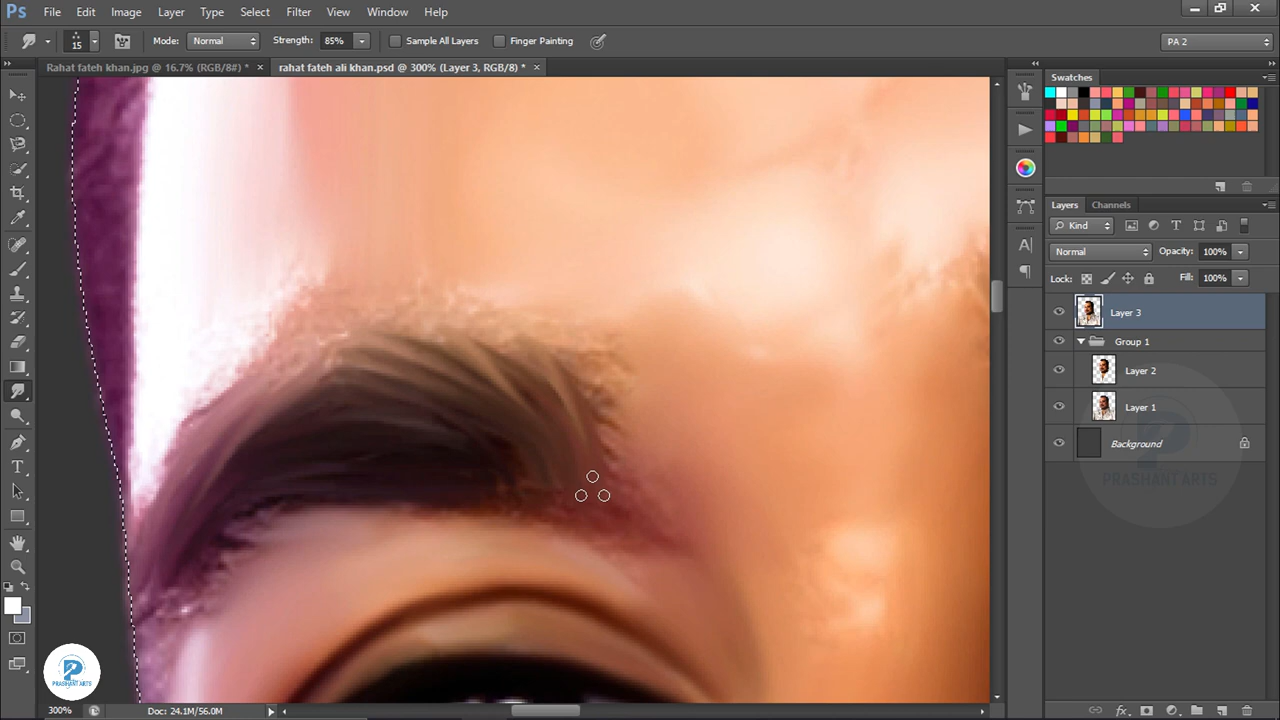 Ps File Edit Image Layer Type Select Filter View Window Help
15 Mode: Normal Strength: 85% Sample All Layers Finger Painting PA 2
Rahat fateh khan.jpg @ 16.7% (RGB/8#) * × rahat fateh ali khan.psd @ 300% (Layer 3, RGB/8) * ×
Swatches
Layers Channels
Kind
Normal Opacity: 100%
Lock: Fill: 100%
Layer 3
Group 1
Layer 2
Layer 1
Background
PRASHANT ARTS
PRASHANT ARTS
300% Doc: 24.1M/56.0M